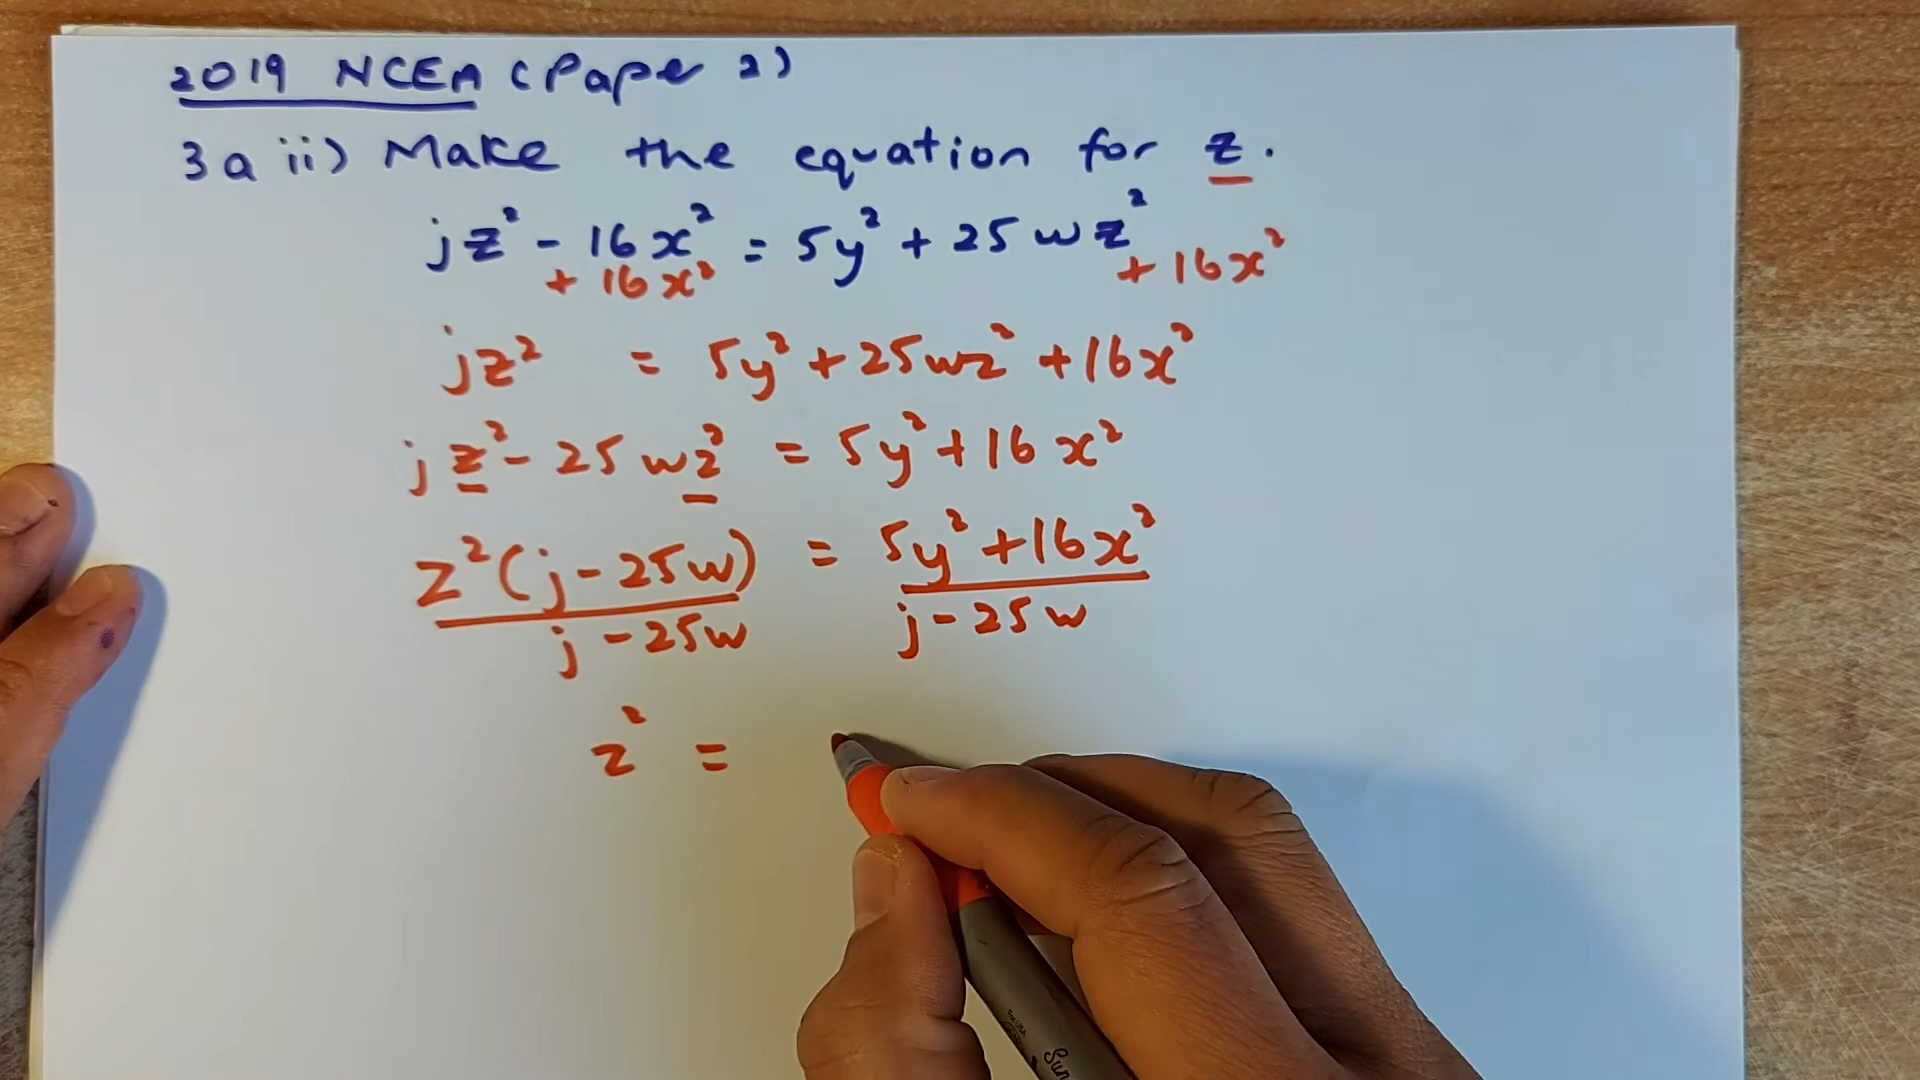 2019 NCEA (Paper 2)
3a ii) Make the equation for z.
jz² - 16x² = 5y² + 25wz²
+ 16x² + 16x²
jz² = 5y² + 25wz² + 16x²
jz² - 25wz² = 5y² + 16x²
z²(j - 25w) = 5y² + 16x²
j - 25w j - 25w
z² =